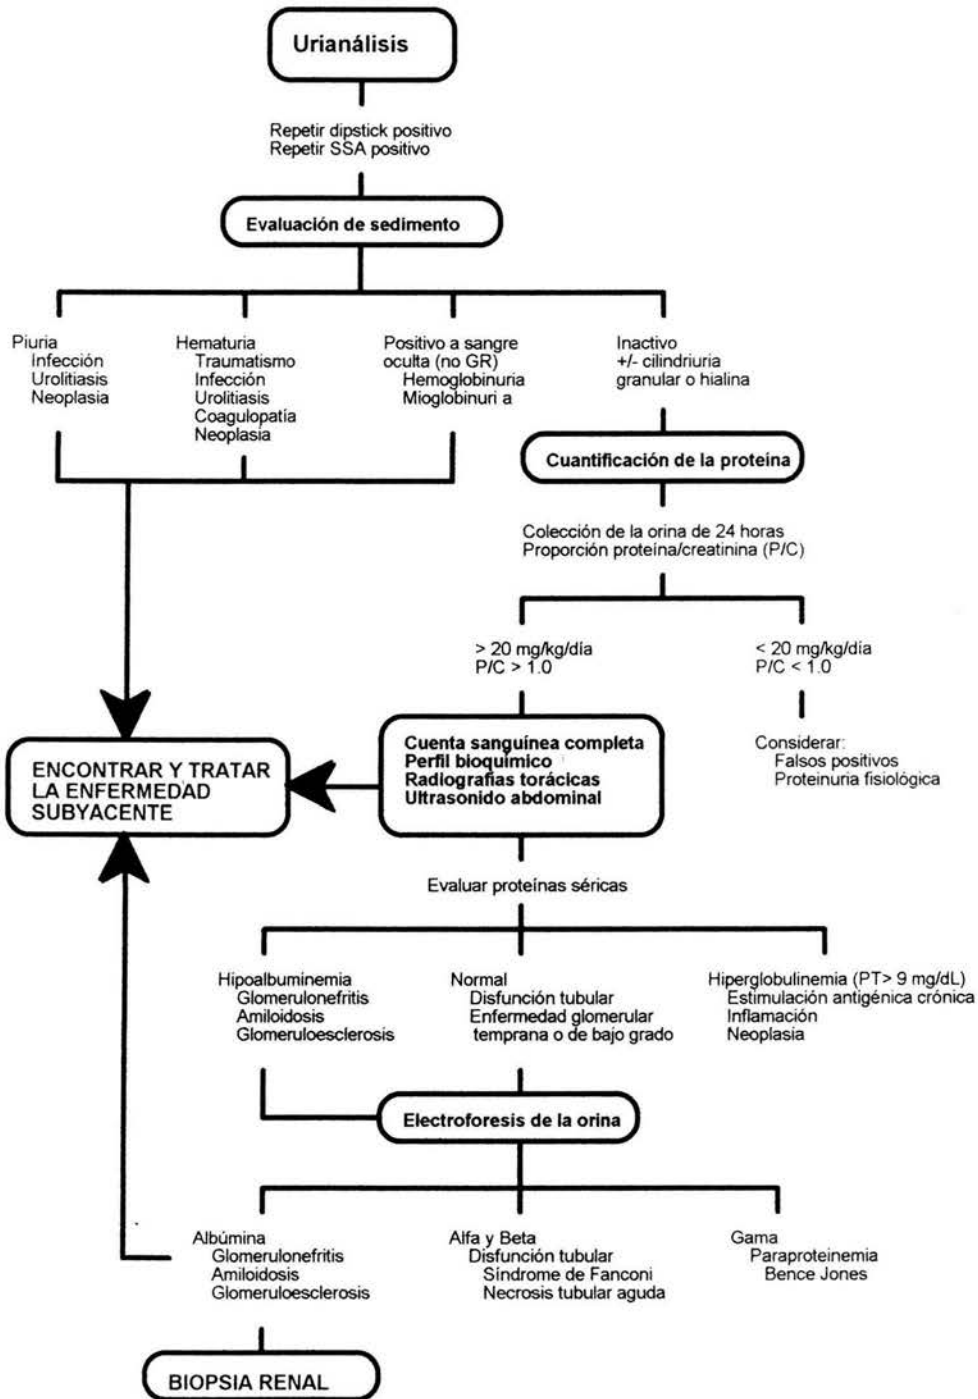 Urianálisis
Repetir dipstick positivo
Repetir SSA positivo
Evaluación de sedimento
Piuria
Infección
Urolitiasis
Neoplasia
Hematuria
Traumatismo
Infección
Urolitiasis
Coagulopatía
Neoplasia
Positivo a sangre
oculta (no GR)
Hemoglobinuria
Mioglobinuri a
Inactivo
+/- cilindriuria
granular o hialina
Cuantificación de la proteína
Colección de la orina de 24 horas
Proporción proteína/creatinina (P/C)
> 20 mg/kg/día
P/C > 1.0
< 20 mg/kg/día
P/C < 1.0
Considerar:
Falsos positivos
Proteinuria fisiológica
Cuenta sanguínea completa
Perfil bioquímico
Radiografías torácicas
Ultrasonido abdominal
ENCONTRAR Y TRATAR
LA ENFERMEDAD
SUBYACENTE
Evaluar proteínas séricas
Hipoalbuminemia
Glomerulonefritis
Amiloidosis
Glomeruloesclerosis
Normal
Disfunción tubular
Enfermedad glomerular
temprana o de bajo grado
Hiperglobulinemia (PT> 9 mg/dL)
Estimulación antigénica crónica
Inflamación
Neoplasia
Electroforesis de la orina
Albúmina
Glomerulonefritis
Amiloidosis
Glomeruloesclerosis
Alfa y Beta
Disfunción tubular
Síndrome de Fanconi
Necrosis tubular aguda
Gama
Paraproteinemia
Bence Jones
BIOPSIA RENAL